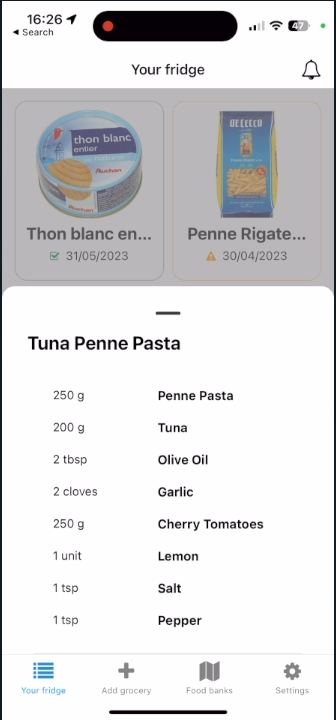 16:26
47
◂ Search
Your fridge
thon blanc
entier
Auchan
Auchan
DE CECCO
Thon blanc en...
Penne Rigate...
31/05/2023
30/04/2023
Tuna Penne Pasta
250 g Penne Pasta
200 g Tuna
2 tbsp Olive Oil
2 cloves Garlic
250 g Cherry Tomatoes
1 unit Lemon
1 tsp Salt
1 tsp Pepper
Your fridge Add grocery Food banks Settings